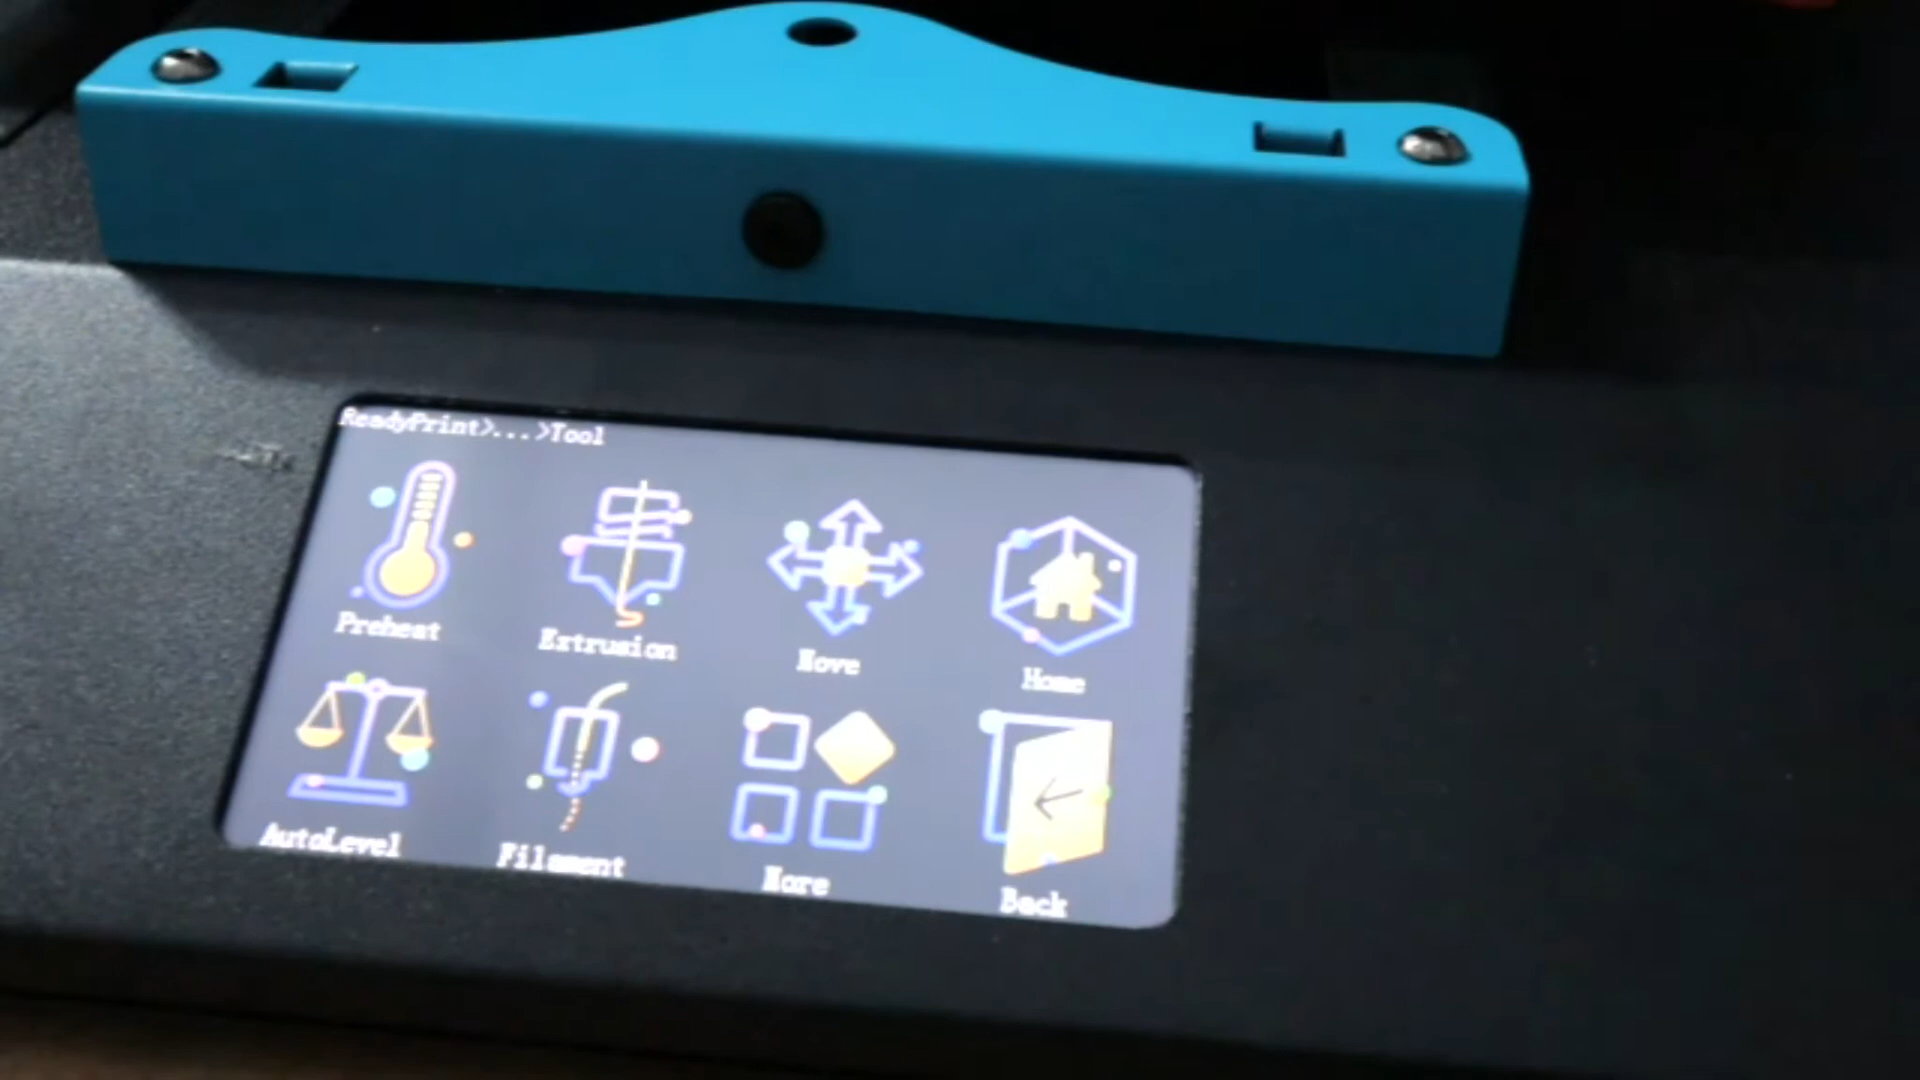 ReadyPrint>...>Tool
Preheat
Extrusion
Move
Home
AutoLevel
Filament
More
Back